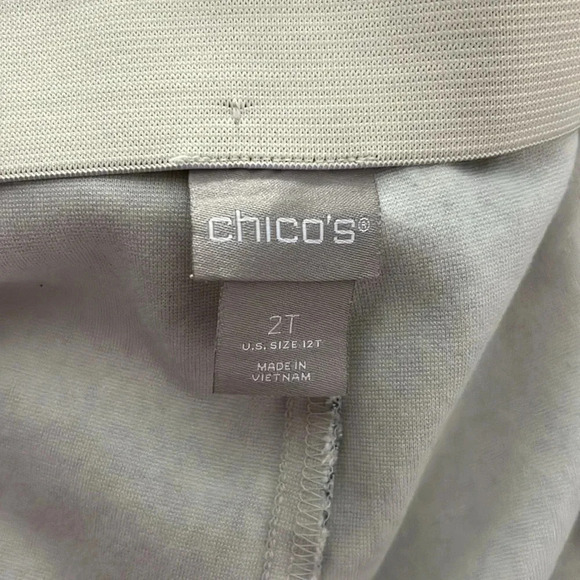 chico's®
2T
U.S. SIZE 12T
MADE IN
VIETNAM